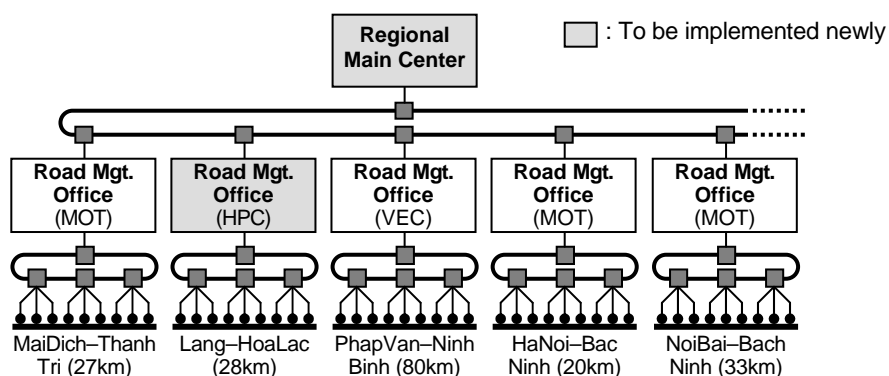 Regional
Main Center
: To be implemented newly
Road Mgt.
Office
(MOT)
Road Mgt.
Office
(HPC)
Road Mgt.
Office
(VEC)
Road Mgt.
Office
(MOT)
Road Mgt.
Office
(MOT)
MaiDich–Thanh
Tri (27km)
Lang–HoaLac
(28km)
PhapVan–Ninh
Binh (80km)
HaNoi–Bac
Ninh (20km)
NoiBai–Bach
Ninh (33km)